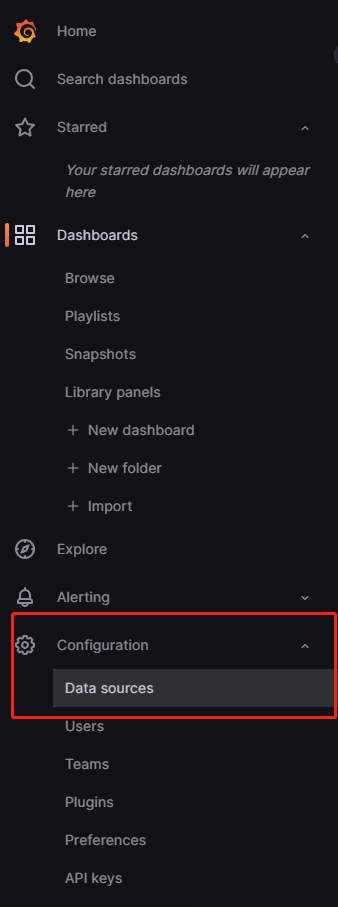 Home
Search dashboards
Starred
Your starred dashboards will appear
here
Dashboards
Browse
Playlists
Snapshots
Library panels
+ New dashboard
+ New folder
+ Import
Explore
Alerting
Configuration
Data sources
Users
Teams
Plugins
Preferences
API keys